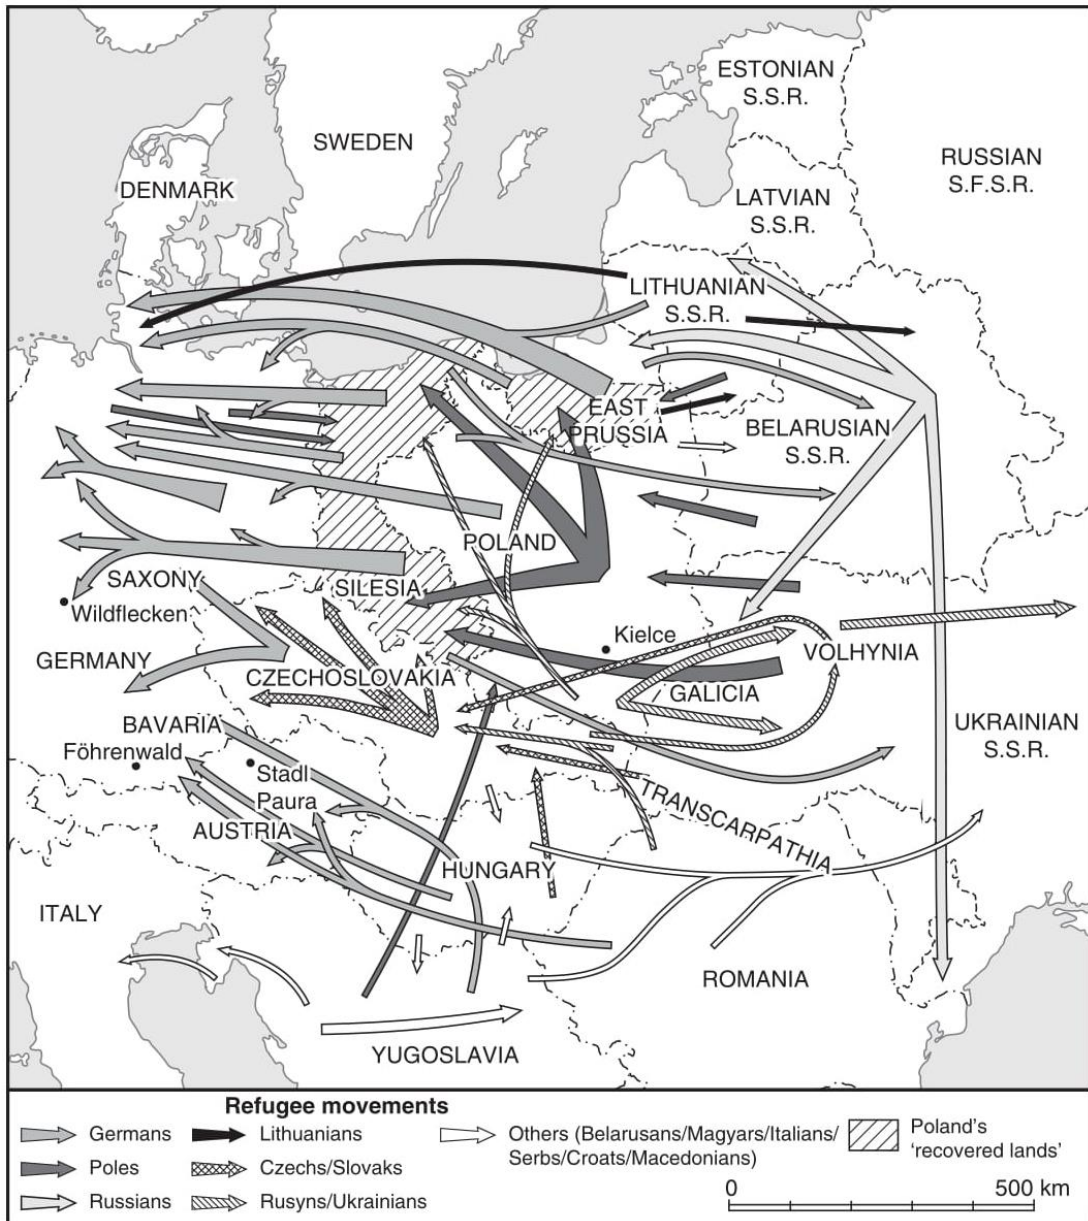 ESTONIAN
S.S.R.
SWEDEN
RUSSIAN
S.F.S.R.
DENMARK
LATVIAN
S.S.R.
LITHUANIAN
S.S.R.
EAST
PRUSSIA
BELARUSIAN
S.S.R.
POLAND
SAXONY
SILESIA
Wildflecken
Kielce
GERMANY
VOLHYNIA
CZECHOSLOVAKIA
GALICIA
BAVARIA
UKRAINIAN
S.S.R.
Föhrenwald
Stadl
Paura
TRANSCARPATHIA
AUSTRIA
HUNGARY
ITALY
ROMANIA
YUGOSLAVIA
Refugee movements
Germans
Poles
Russians
Lithuanians
Czechs/Slovaks
Rusyns/Ukrainians
Others (Belarusans/Magyars/Italians/
Serbs/Croats/Macedonians)
Poland's
'recovered lands'
0 500 km